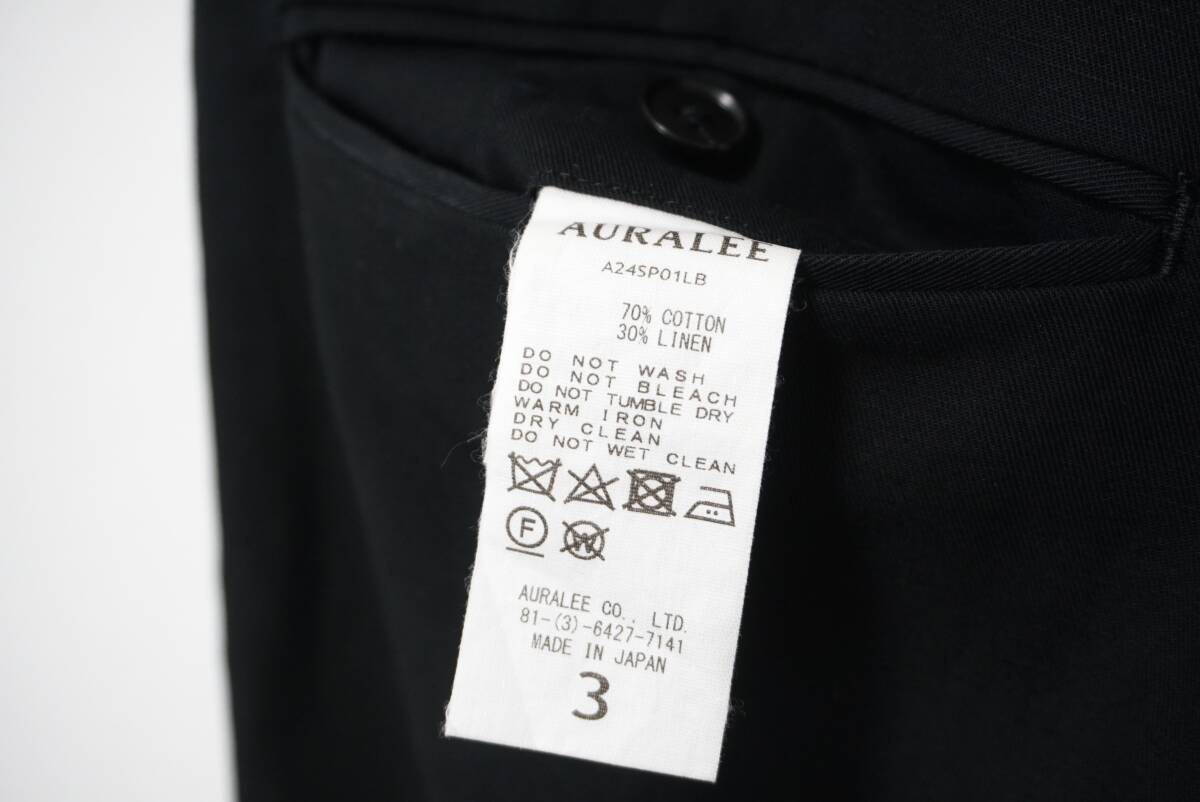 AURALEE
A24SP01LB
70% COTTON
30% LINEN
DO NOT WASH
DO NOT BLEACH
DO NOT TUMBLE DRY
WARM IRON
DRY CLEAN
DO NOT WET CLEAN
F W
AURALEE CO., LTD.
81-(3)-6427-7141
MADE IN JAPAN
3